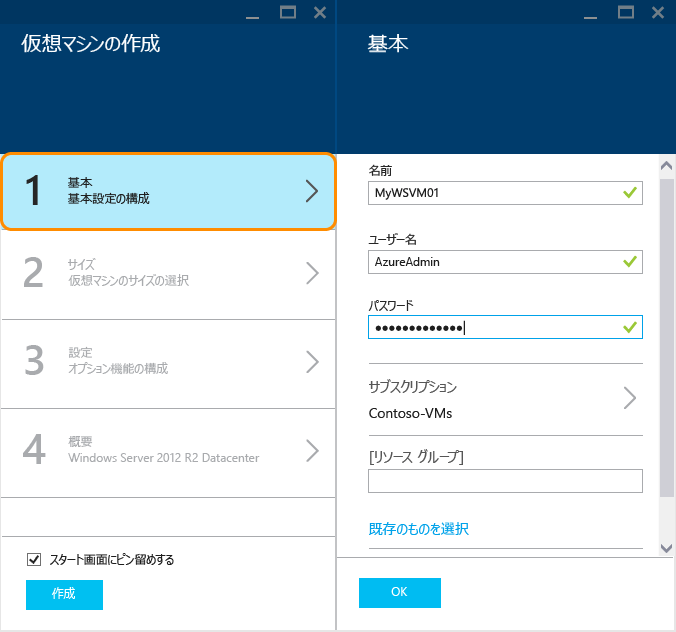 仮想マシンの作成
1
基本
基本設定の構成
2
サイズ
仮想マシンのサイズの選択
3
設定
オプション機能の構成
4
概要
Windows Server 2012 R2 Datacenter
スタート画面にピン留めする
作成
基本
名前
MyWSVM01
ユーザー名
AzureAdmin
パスワード
•••••••••••••
サブスクリプション
Contoso-VMs
[リソース グループ]
既存のものを選択
OK